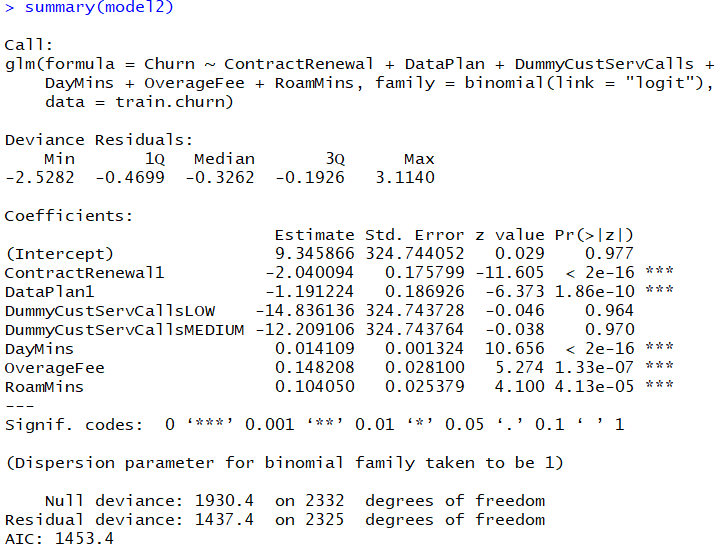 > summary(model2)

Call:
glm(formula = Churn ~ ContractRenewal + DataPlan + DummyCustServCalls +
    DayMins + OverageFee + RoamMins, family = binomial(link = "logit"),
    data = train.churn)

Deviance Residuals:
    Min       1Q   Median       3Q      Max
-2.5282  -0.4699  -0.3262  -0.1926   3.1140

Coefficients:
                           Estimate Std. Error z value Pr(>|z|)
(Intercept)                9.345866 324.744052   0.029    0.977
ContractRenewal1          -2.040094   0.175799 -11.605  < 2e-16 ***
DataPlan1                 -1.191224   0.186926  -6.373 1.86e-10 ***
DummyCustServCallsLOW    -14.836136 324.743728  -0.046    0.964
DummyCustServCallsMEDIUM -12.209106 324.743764  -0.038    0.970
DayMins                    0.014109   0.001324  10.656  < 2e-16 ***
OverageFee                 0.148208   0.028100   5.274 1.33e-07 ***
RoamMins                   0.104050   0.025379   4.100 4.13e-05 ***
---
Signif. codes:  0 ‘***’ 0.001 ‘**’ 0.01 ‘*’ 0.05 ‘.’ 0.1 ‘ ’ 1

(Dispersion parameter for binomial family taken to be 1)

    Null deviance: 1930.4  on 2332  degrees of freedom
Residual deviance: 1437.4  on 2325  degrees of freedom
AIC: 1453.4